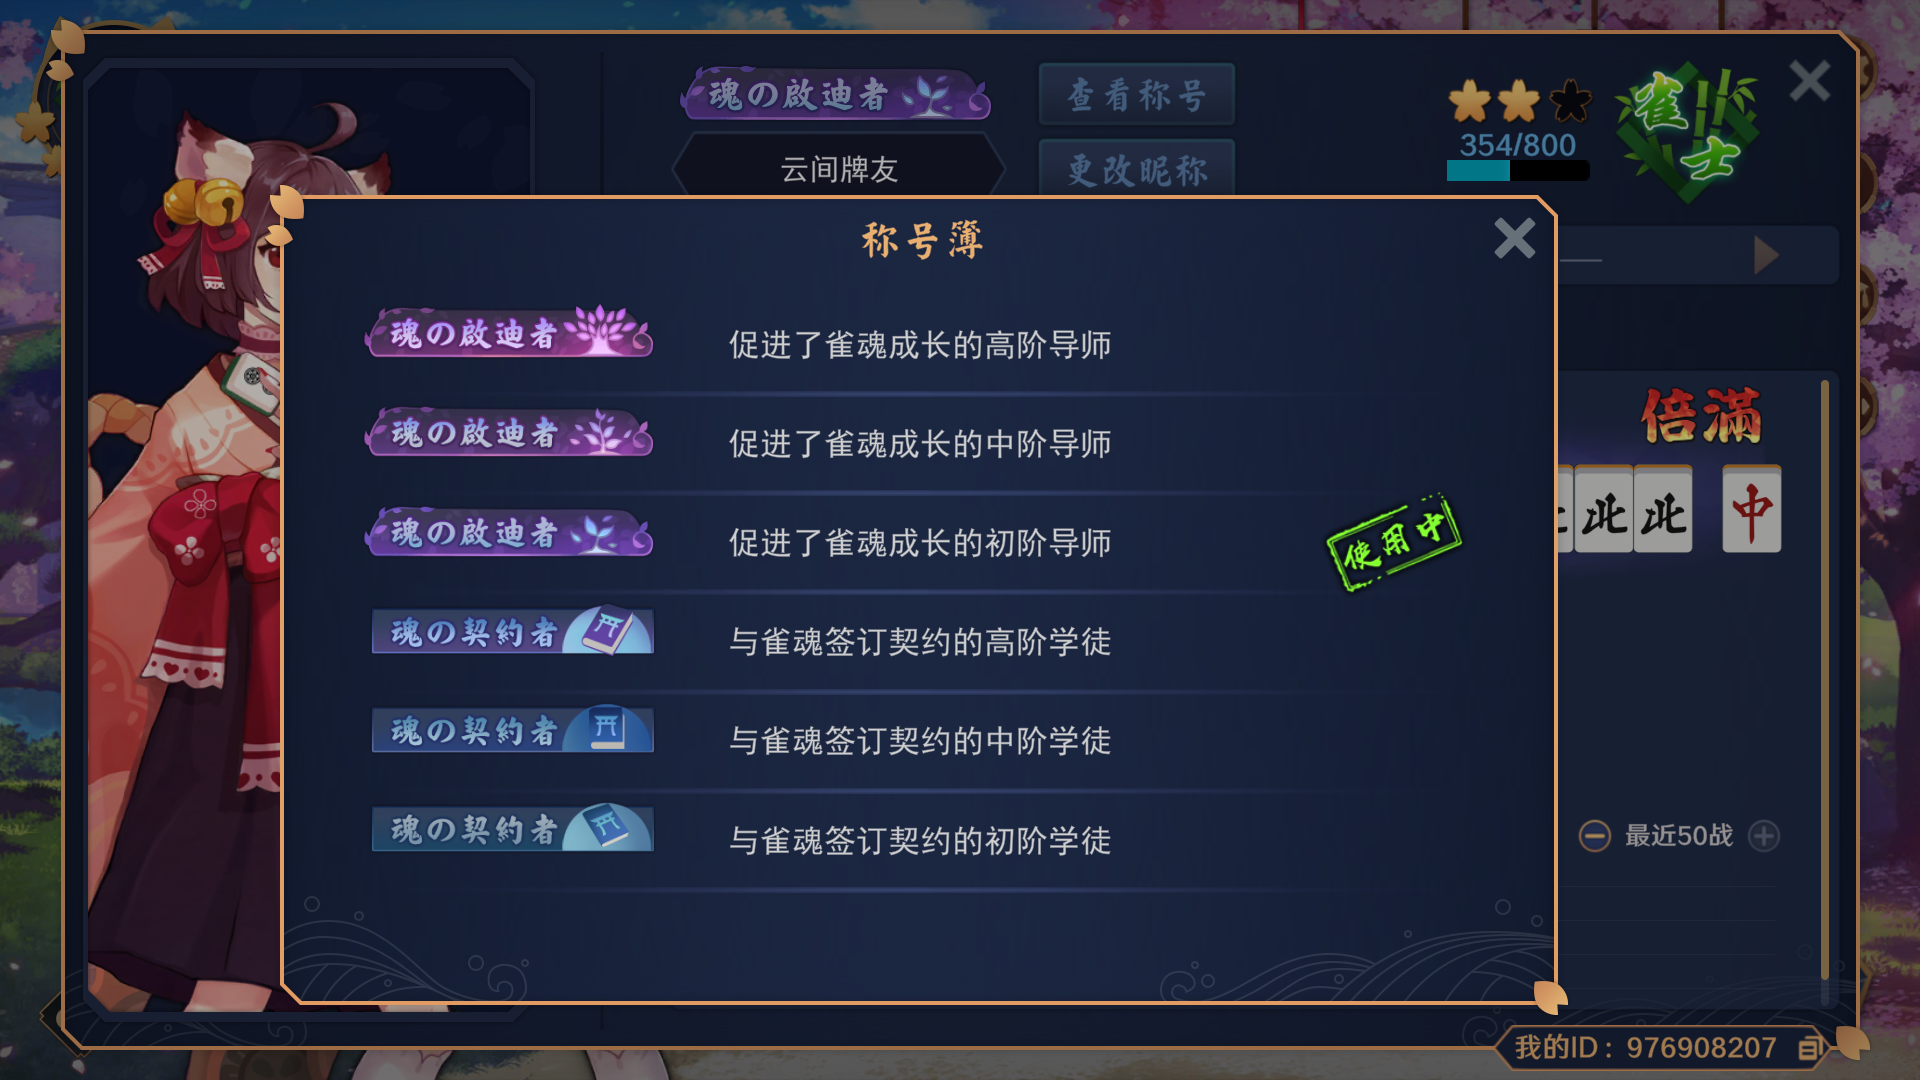 魂の啟迪者
查看称号
354/800
雀士
云间牌友
更改昵称
称号簿
魂の啟迪者
促进了雀魂成长的高阶导师
魂の啟迪者
促进了雀魂成长的中阶导师
魂の啟迪者
促进了雀魂成长的初阶导师
使用中
魂の契約者
与雀魂签订契约的高阶学徒
魂の契約者
与雀魂签订契约的中阶学徒
魂の契約者
与雀魂签订契约的初阶学徒
倍滿
北 北 中
最近50战
我的ID：976908207